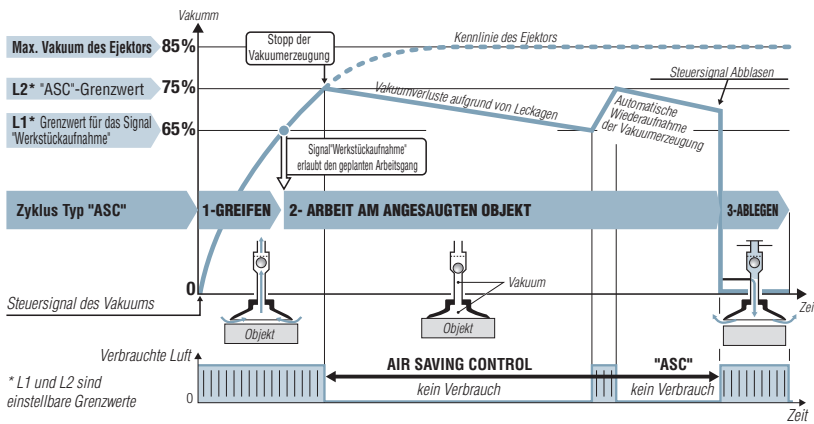 Vakumm
Max. Vakuum des Ejektors
85%
Stopp der
Vakuumerzeugung
Kennlinie des Ejektors
Steuersignal Abblasen
L2* "ASC"-Grenzwert
75%
Vakuumverluste aufgrund von Leckagen
Automatische
Wiederaufnahme
der Vakuumerzeugung
L1* Grenzwert für das Signal
"Werkstückaufnahme"
65%
Signal"Werkstückaufnahme"
erlaubt den geplanten Arbeitsgang
Zyklus Typ "ASC"
1-GREIFEN
2- ARBEIT AM ANGESAUGTEN OBJEKT
3-ABLEGEN
0
Steuersignal des Vakuums
Vakuum
Zei
Objekt
Objekt
Verbrauchte Luft
AIR SAVING CONTROL
"ASC"
kein Verbrauch
kein Verbrauch
* L1 und L2 sind
einstellbare Grenzwerte
0
Zeit